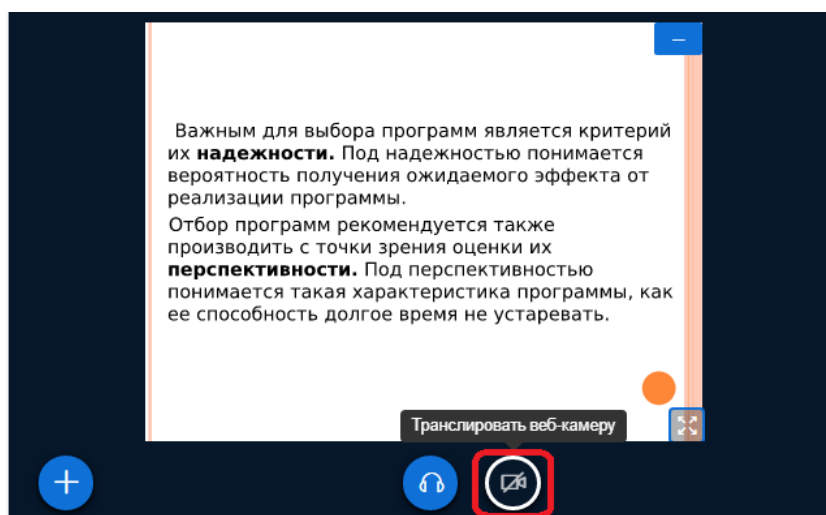 Важным для выбора программ является критерий
их надежности. Под надежностью понимается
вероятность получения ожидаемого эффекта от
реализации программы.
Отбор программ рекомендуется также
производить с точки зрения оценки их
перспективности. Под перспективностью
понимается такая характеристика программы, как
ее способность долгое время не устаревать.
Транслировать веб-камеру